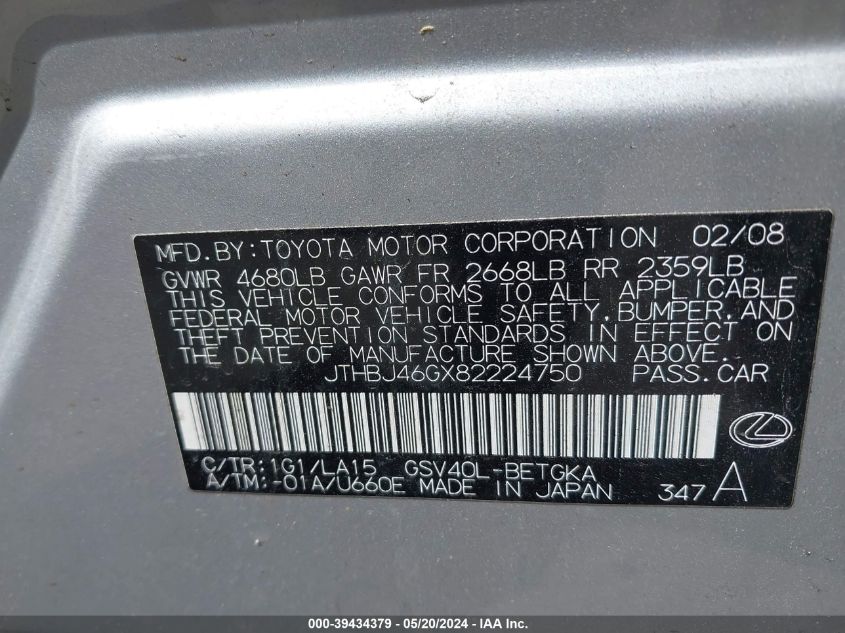 MFD.BY:TOYOTA MOTOR CORPORATION 02/08
GVWR 4680LB GAWR FR 2668LB RR 2359LB
THIS VEHICLE CONFORMS TO ALL APPLICABLE
FEDERAL MOTOR VEHICLE SAFETY,BUMPER,AND
THEFT PREVENTION STANDARDS IN EFFECT ON
THE DATE OF MANUFACTURE SHOWN ABOVE.
JTHBJ46GX82224750 PASS.CAR
C/TR:1G1/LA15 GSV40L-BETGKA
A/TM:-01A/U660E MADE IN JAPAN 347A
000-39434379 / 05/20/2024 - IAA Inc.